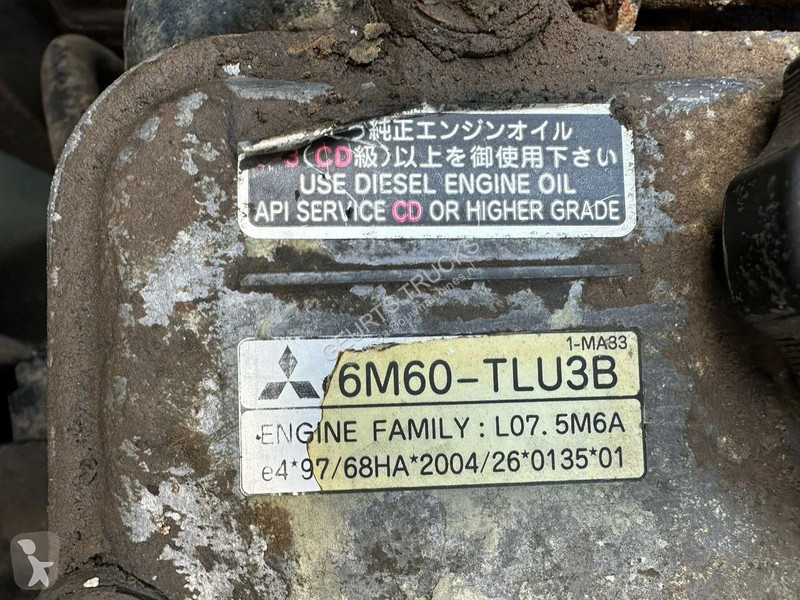 純正エンジンオイル
(CD級)以上を御使用下さい
USE DIESEL ENGINE OIL
API SERVICE CD OR HIGHER GRADE
GEURTS TRUCKS
1-MA33
6M60-TLU3B
ENGINE FAMILY: L07.5M6A
e4*97/68HA*2004/26*0135*01